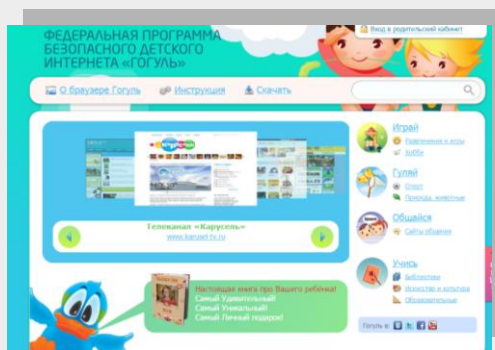 ФЕДЕРАЛЬНАЯ ПРОГРАММА
БЕЗОПАСНОГО ДЕТСКОГО
ИНТЕРНЕТА «ГОГУЛЬ»
Вход в родительский кабинет
О браузере Гогуль
Инструкция
Скачать
Телеканал «Карусель»
www.karusel-tv.ru
Играй
Развлечения и игры
Хобби
Гуляй
Спорт
Природа, животные
Общайся
Сайты общения
Учись
Библиотеки
Искусство и культура
Образовательные
Настоящая книга про Вашего ребёнка!
Самый Удивительный!
Самый Уникальный!
Самый Личный подарок!
Гогуль в: